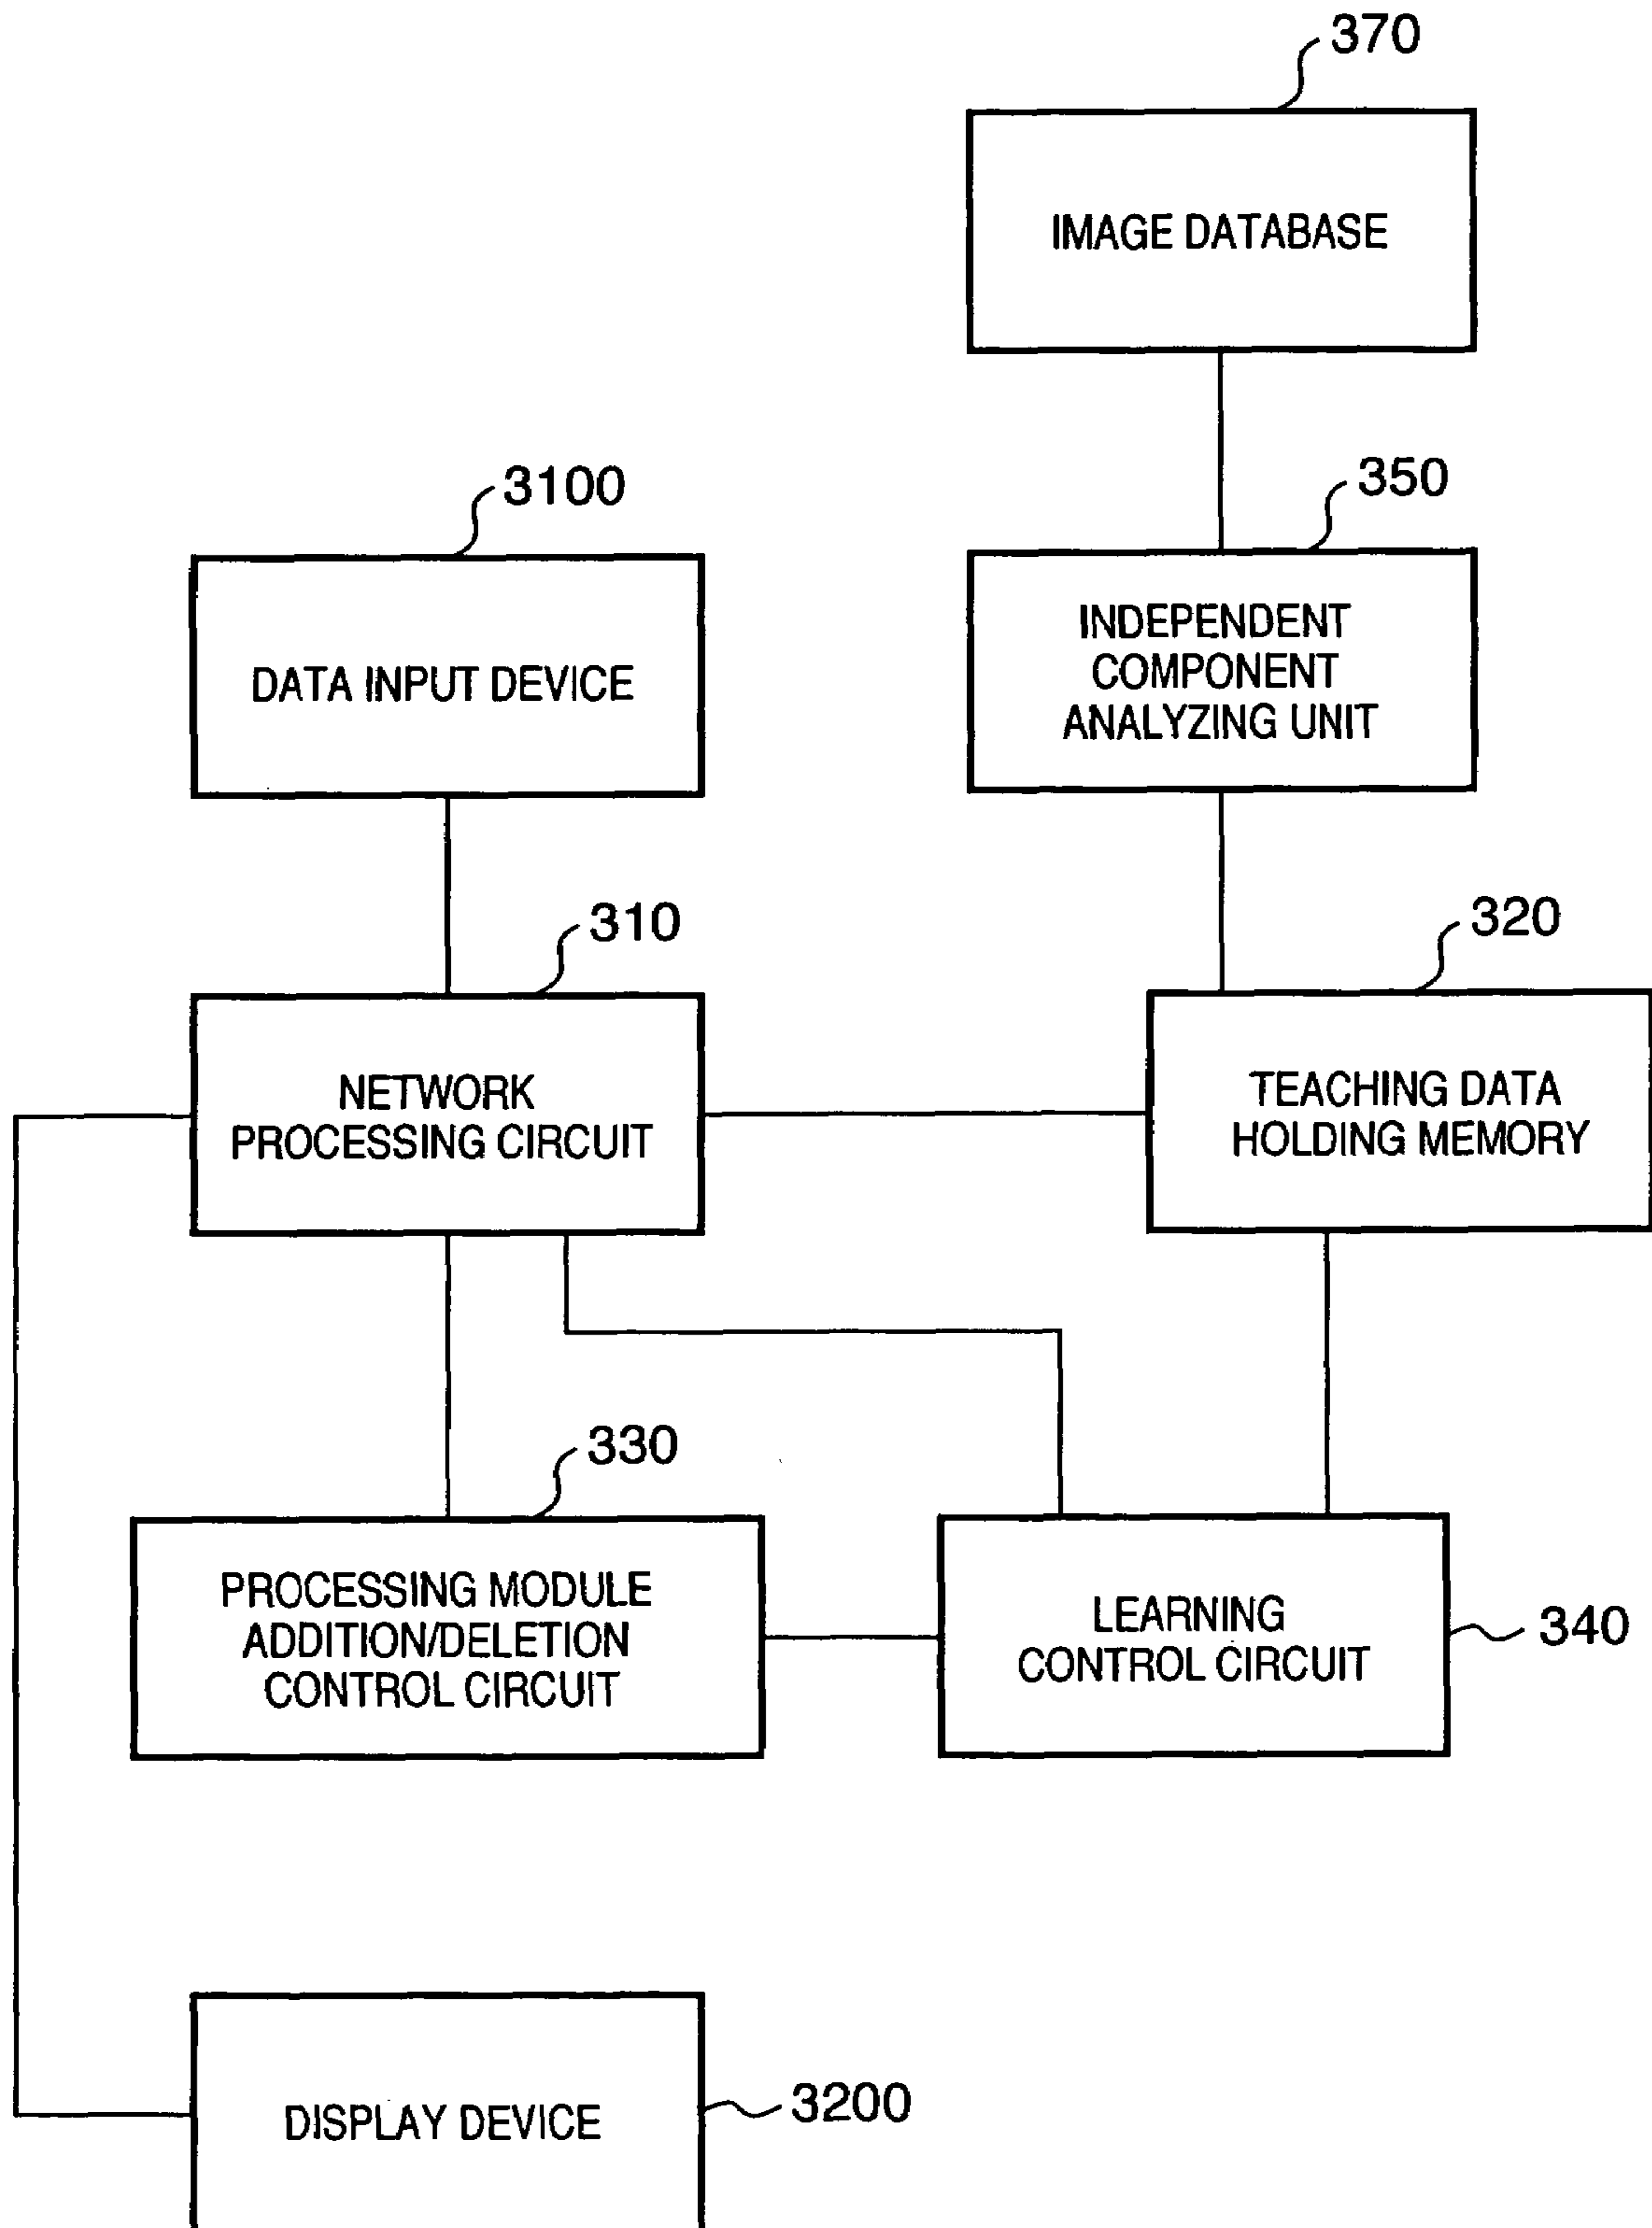 370
IMAGE DATABASE
3100
350
DATA INPUT DEVICE
INDEPENDENT
COMPONENT
ANALYZING UNIT
310
320
NETWORK
PROCESSING CIRCUIT
TEACHING DATA
HOLDING MEMORY
330
PROCESSING MODULE
ADDITION/DELETION
CONTROL CIRCUIT
LEARNING
CONTROL CIRCUIT
340
DISPLAY DEVICE
3200